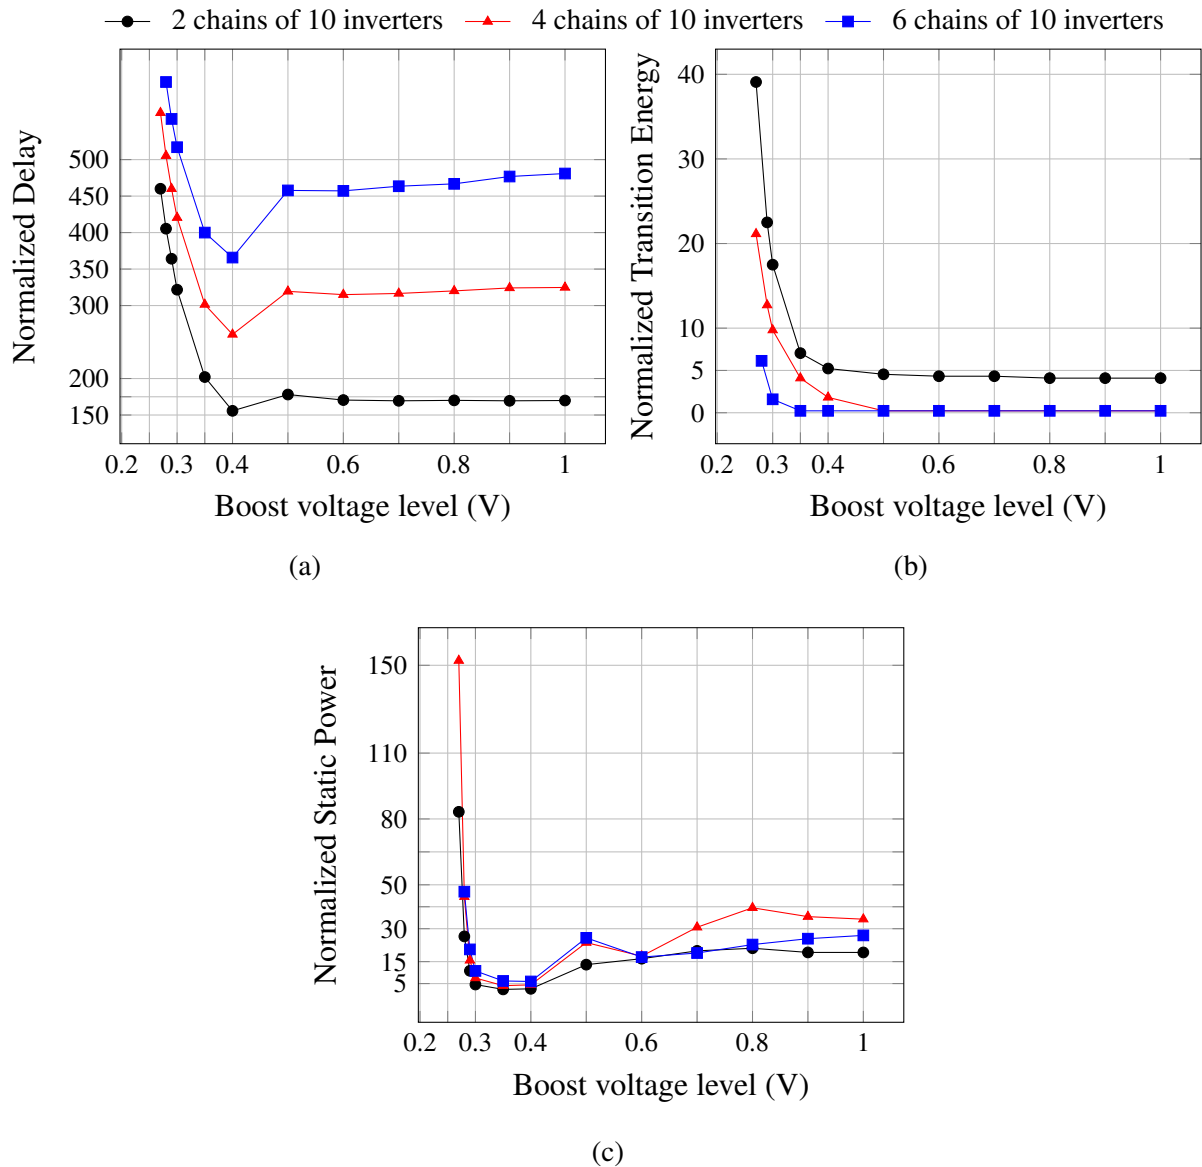 2 chains of 10 inverters 4 chains of 10 inverters 6 chains of 10 inverters
Normalized Delay
500
450
400
350
300
200
150
0.2 0.3 0.4 0.6 0.8 1
Boost voltage level (V)
(a)
Normalized Transition Energy
40
30
20
10
5
0
0.2 0.3 0.4 0.6 0.8 1
Boost voltage level (V)
(b)
Normalized Static Power
150
110
80
50
30
15
5
0.2 0.3 0.4 0.6 0.8 1
Boost voltage level (V)
(c)